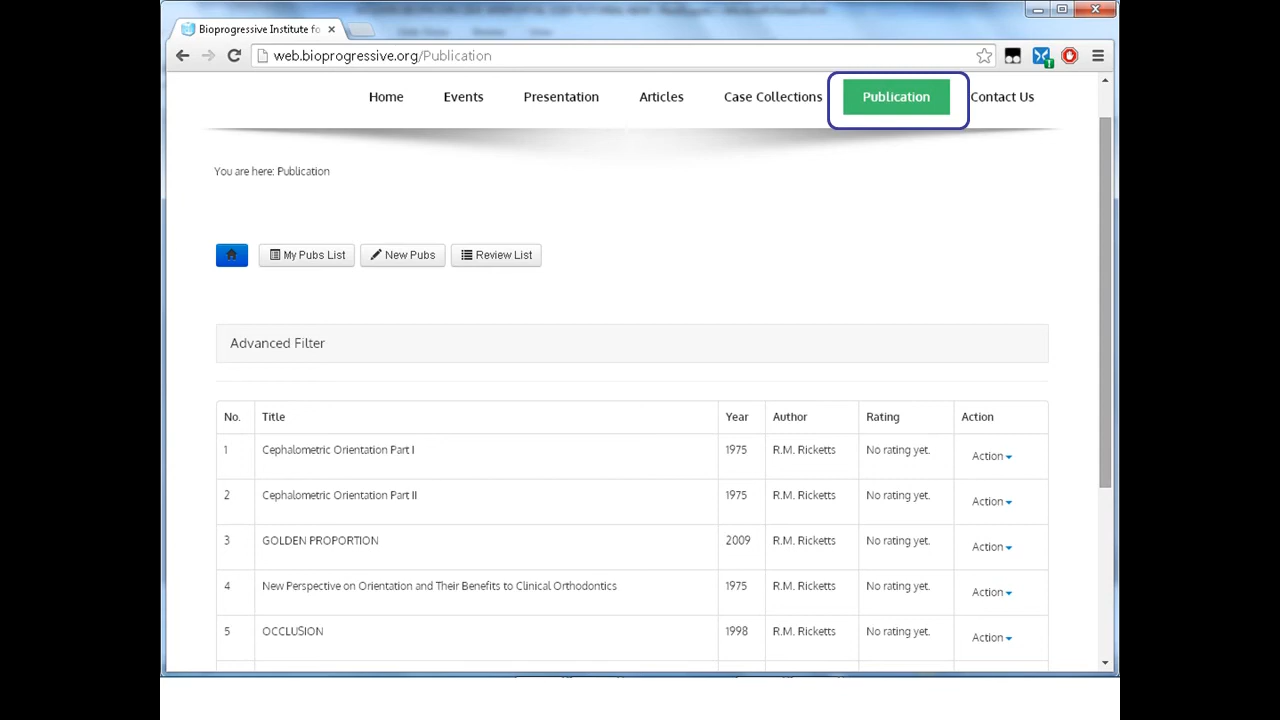 Bioprogressive Institute fo
web.bioprogressive.org/Publication
Home Events Presentation Articles Case Collections Publication Contact Us
You are here: Publication
My Pubs List New Pubs Review List
Advanced Filter
No. Title Year Author Rating Action
1 Cephalometric Orientation Part I 1975 R.M. Ricketts No rating yet. Action
2 Cephalometric Orientation Part II 1975 R.M. Ricketts No rating yet. Action
3 GOLDEN PROPORTION 2009 R.M. Ricketts No rating yet. Action
4 New Perspective on Orientation and Their Benefits to Clinical Orthodontics 1975 R.M. Ricketts No rating yet. Action
5 OCCLUSION 1998 R.M. Ricketts No rating yet. Action